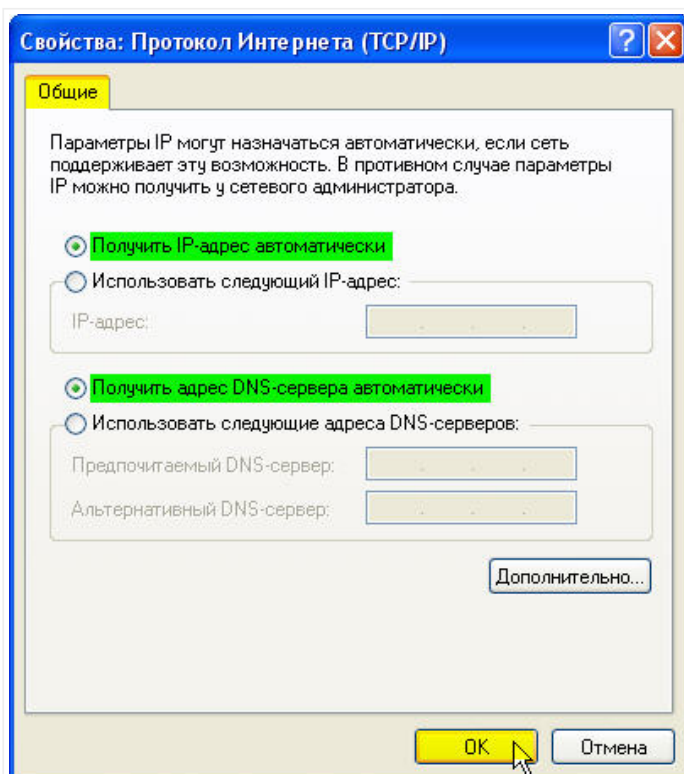 Свойства: Протокол Интернета (TCP/IP)
Общие
Параметры IP могут назначаться автоматически, если сеть
поддерживает эту возможность. В противном случае параметры
IP можно получить у сетевого администратора.
Получить IP-адрес автоматически
Использовать следующий IP-адрес:
IP-адрес:
Получить адрес DNS-сервера автоматически
Использовать следующие адреса DNS-серверов:
Предпочитаемый DNS-сервер:
Альтернативный DNS-сервер:
Дополнительно...
OK Отмена